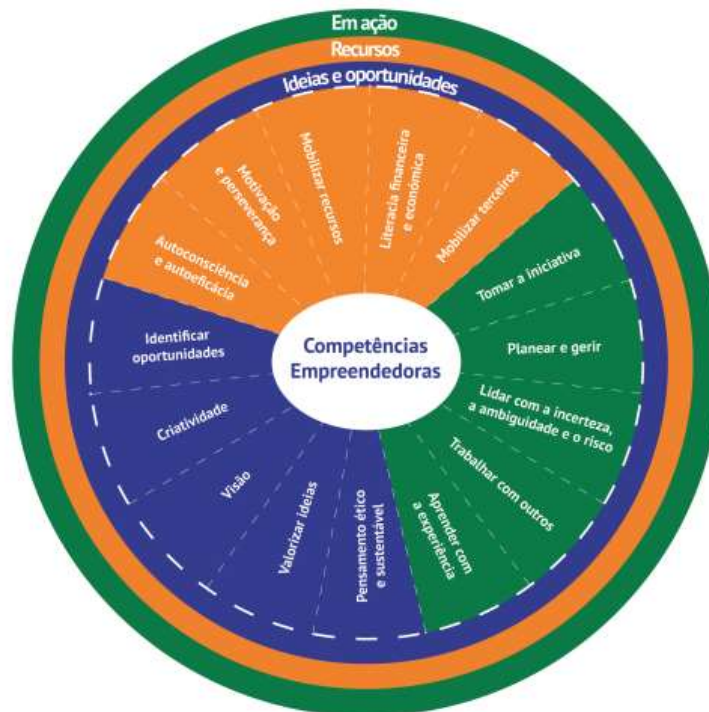 Em ação
Recursos
Ideias e oportunidades
Autoconsciência
e autoeficácia
Motivação
e perseverança
Mobilizar recursos
Literacia financeira
e económica
Mobilizar terceiros
Tomar a iniciativa
Planear e gerir
Lidar com a incerteza,
a ambiguidade e o risco
Trabalhar com outros
Aprender com
a experiência
Pensamento ético
e sustentável
Valorizar ideias
Visão
Criatividade
Identificar
oportunidades
Competências
Empreendedoras